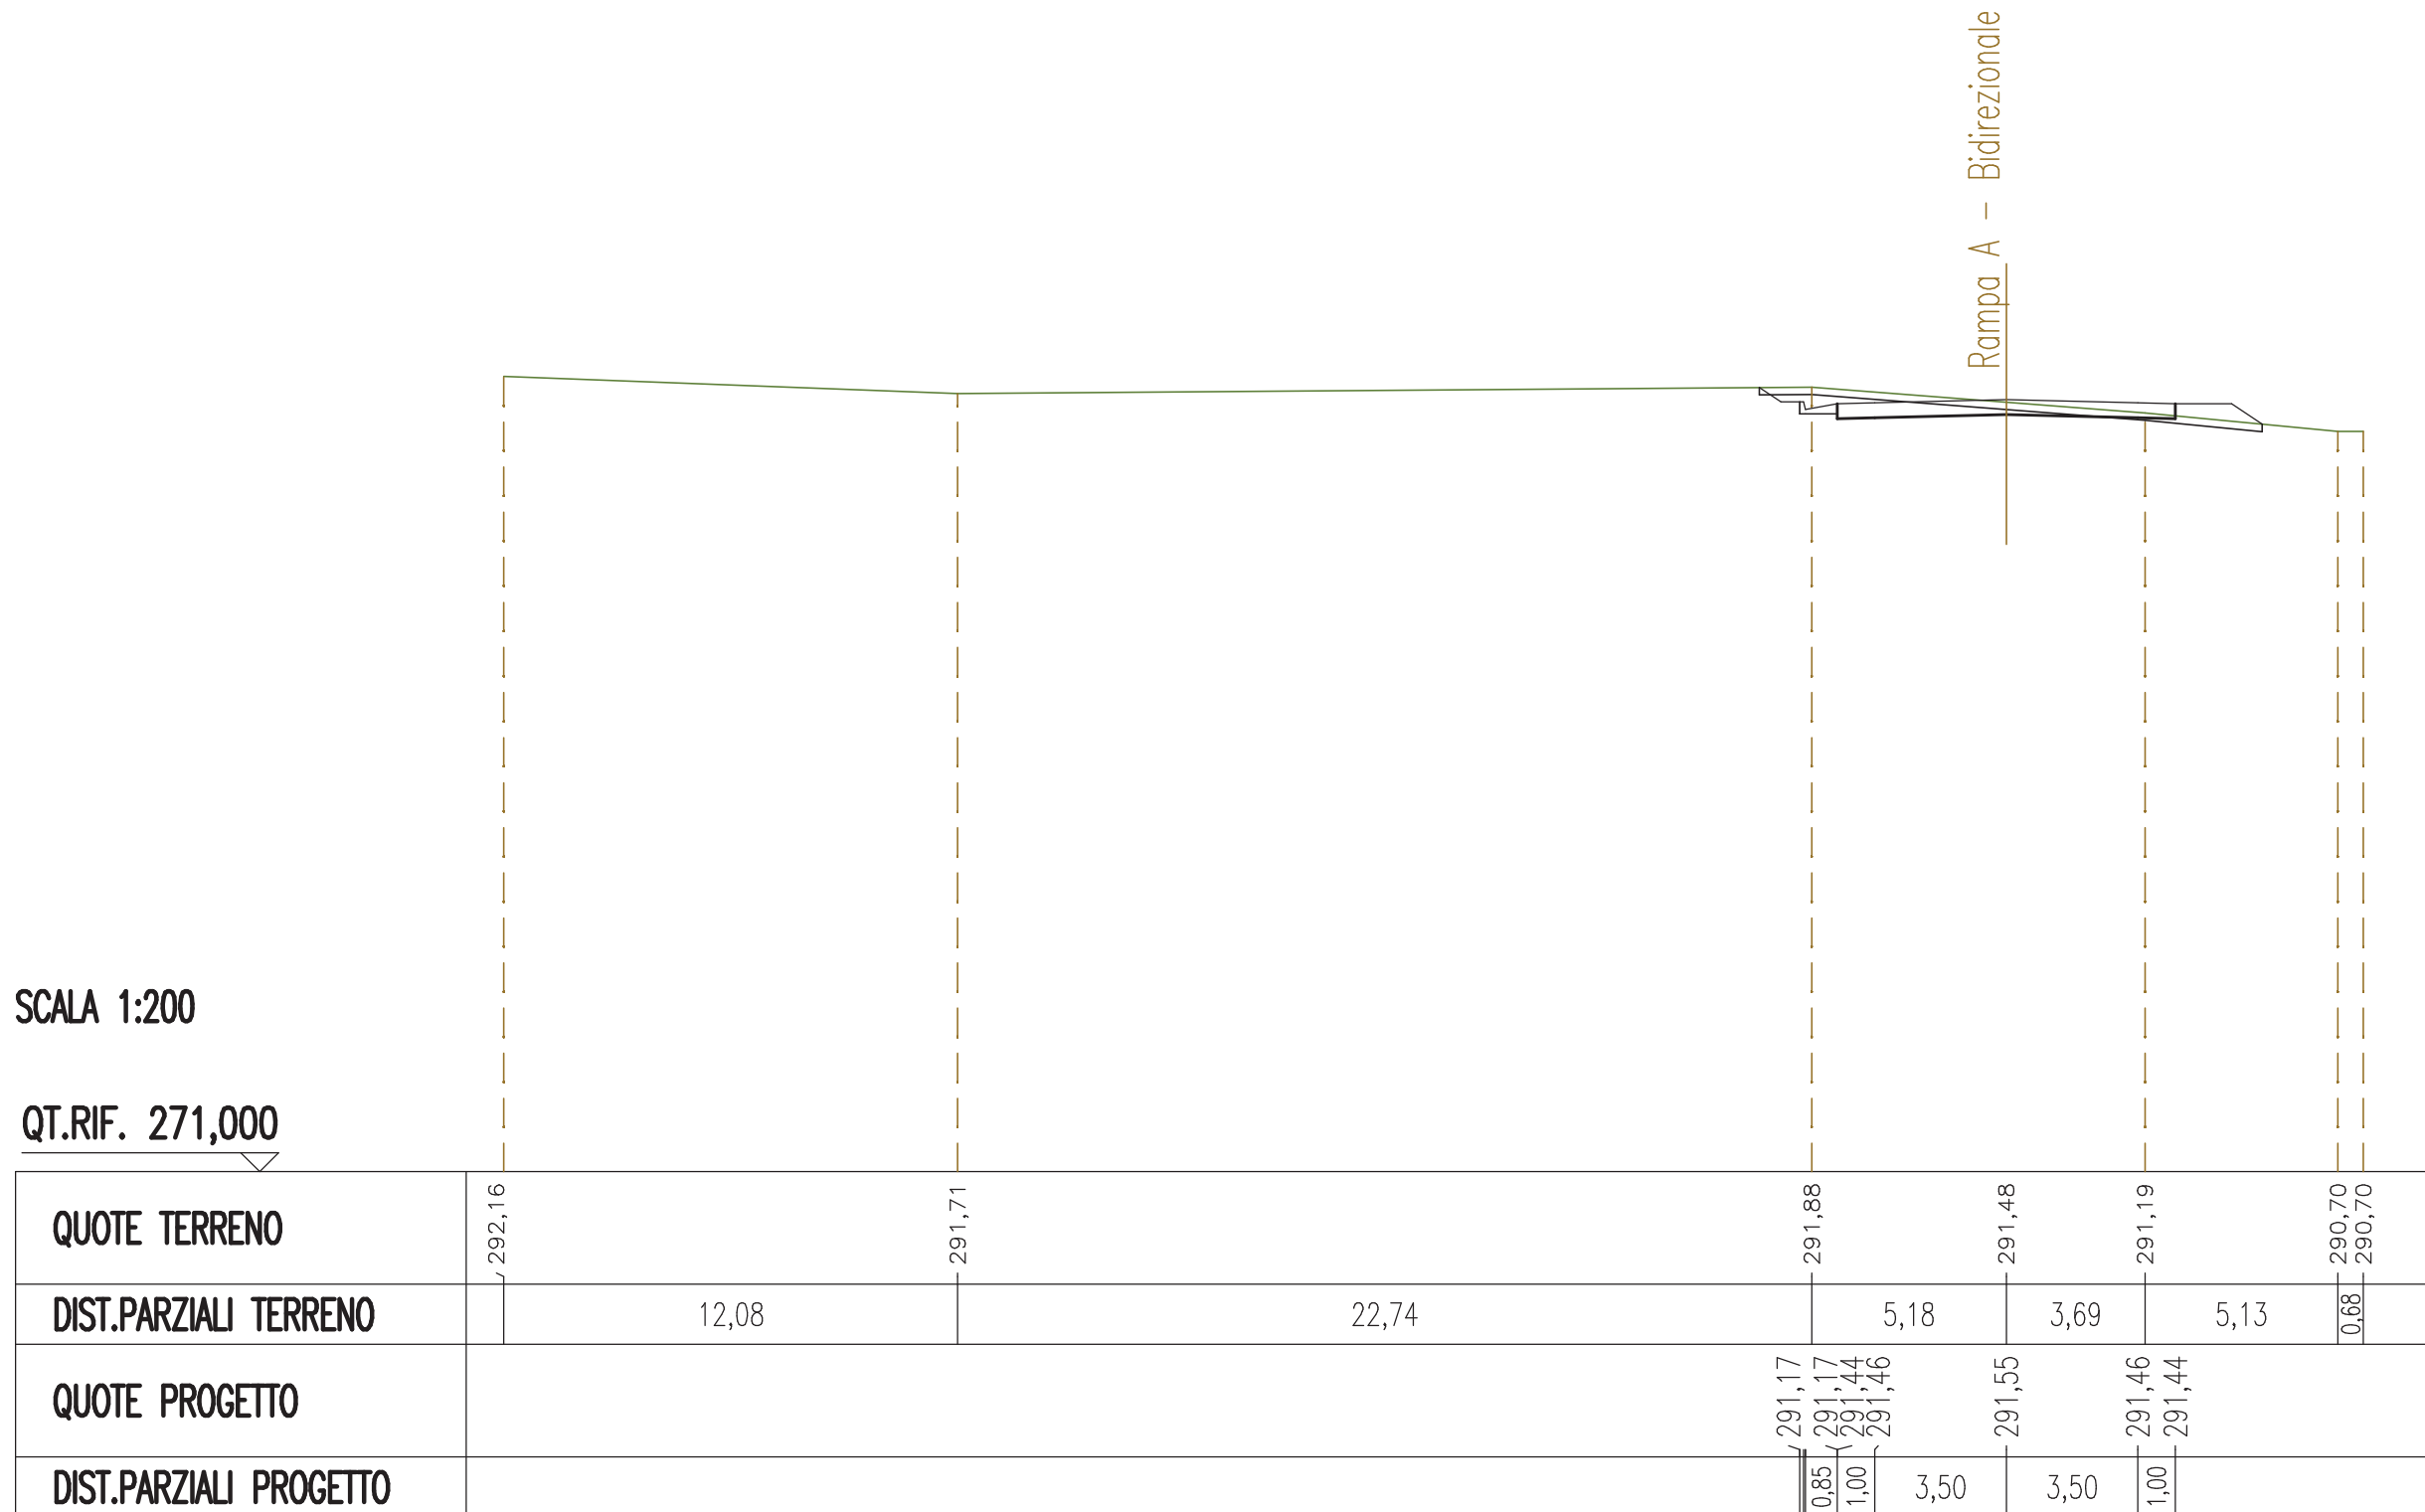 Rampa A - Bidirezionale
SCALA 1:200
QT.RIF. 271,000
QUOTE TERRENO 292,16 291,71 291,88 291,48 291,19 290,70 290,70
DIST.PARZIALI TERRENO 12,08 22,74 5,18 3,69 5,13 0,68
QUOTE PROGETTO 291,17 291,17 291,44 291,46 291,55 291,46 291,44
DIST.PARZIALI PROGETTO 0,85 1,00 3,50 3,50 1,00